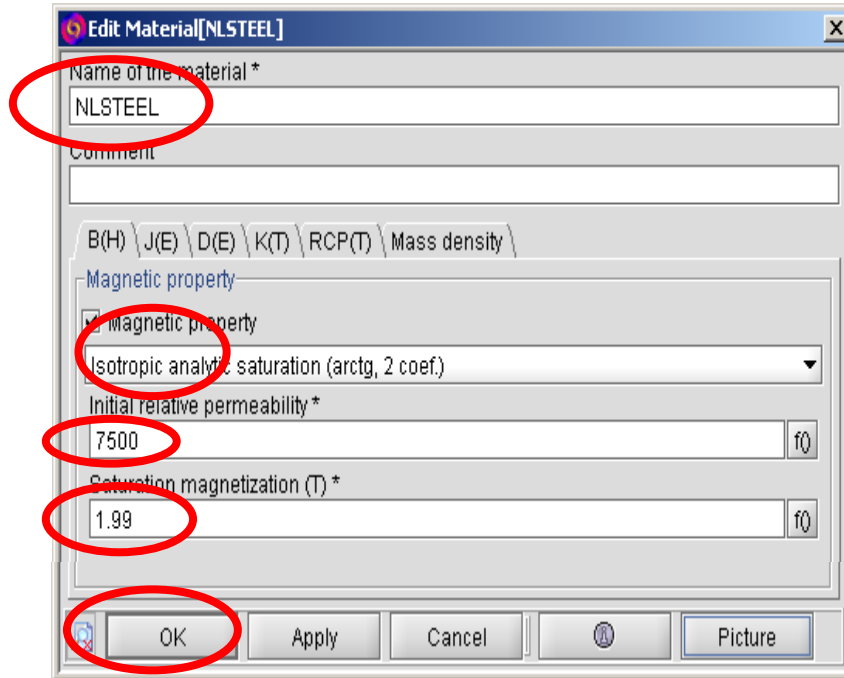 Edit Material[NLSTEEL]
Name of the material *
NLSTEEL
Comment
B(H) J(E) D(E) K(T) RCP(T) Mass density
Magnetic property
Magnetic property
Isotropic analytic saturation (arctg, 2 coef.)
Initial relative permeability *
7500 f()
Saturation magnetization (T) *
1.99 f()
OK Apply Cancel Picture